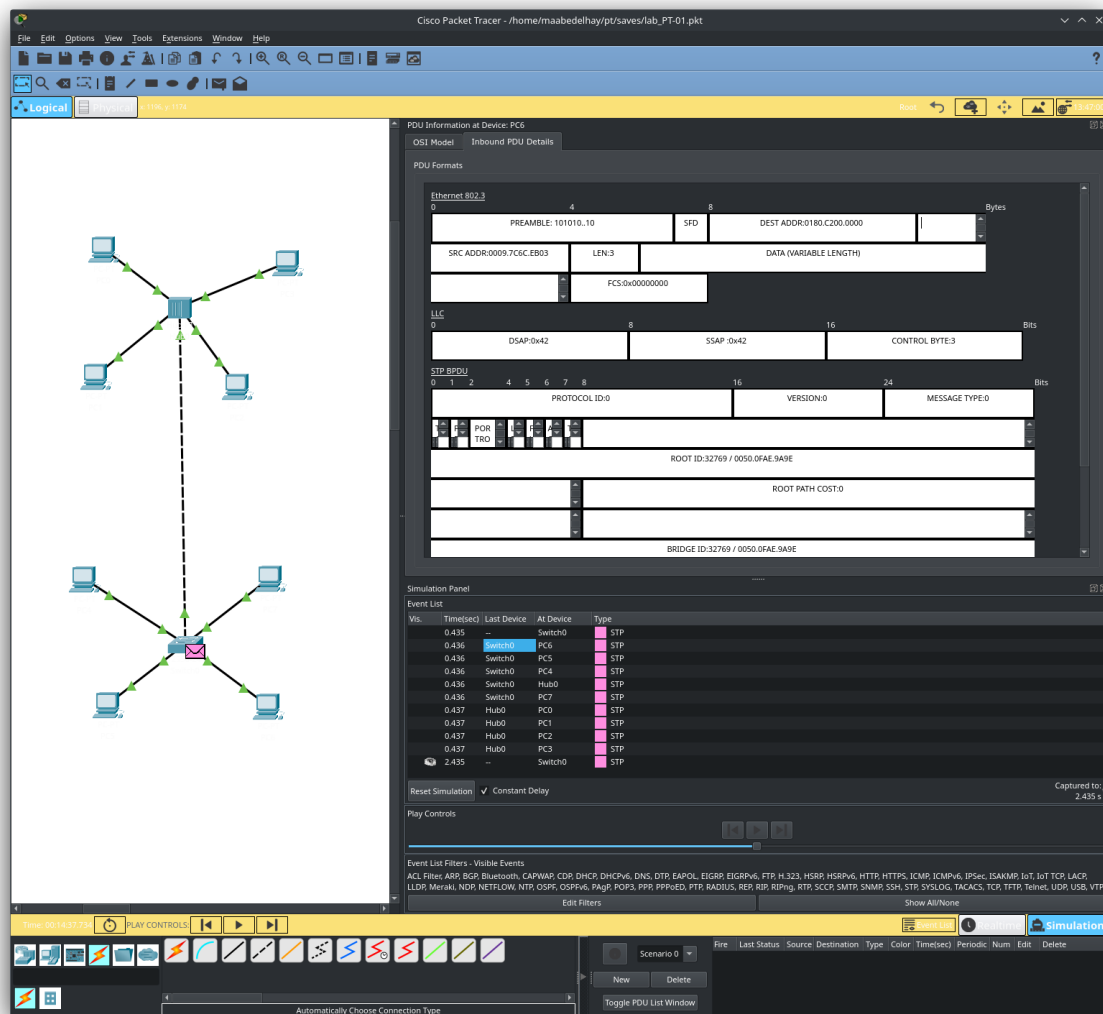 Cisco Packet Tracer - /home/maabedelhay/pt/saves/lab_PT-01.pkt
File Edit Options View Tools Extensions Window Help
?
Logical Physical x: 1196, y: 1174 Root
PDU Information at Device: PC6
OSI Model Inbound PDU Details
PDU Formats
Ethernet 802.3
0 4 8 Bytes
PREAMBLE: 101010..10 SFD DEST ADDR:0180.C200.0000
SRC ADDR:0009.7C6C.EB03 LEN:3 DATA (VARIABLE LENGTH)
FCS:0x00000000
LLC
0 8 16 Bits
DSAP:0x42 SSAP :0x42 CONTROL BYTE:3
STP BPDU
0 1 2 4 5 6 7 8 16 24 Bits
PROTOCOL ID:0 VERSION:0 MESSAGE TYPE:0
POR
TRO
ROOT ID:32769 / 0050.0FAE.9A9E
ROOT PATH COST:0
BRIDGE ID:32769 / 0050.0FAE.9A9E
Simulation Panel
Event List
Vis. Time(sec) Last Device At Device Type
0.435 -- Switch0 STP
0.436 Switch0 PC6 STP
0.436 Switch0 PC5 STP
0.436 Switch0 PC4 STP
0.436 Switch0 Hub0 STP
0.436 Switch0 PC7 STP
0.437 Hub0 PC0 STP
0.437 Hub0 PC1 STP
0.437 Hub0 PC2 STP
0.437 Hub0 PC3 STP
2.435 -- Switch0 STP
Reset Simulation Constant Delay Captured to:
2.435 s
Play Controls
Event List Filters - Visible Events
ACL Filter, ARP, BGP, Bluetooth, CAPWAP, CDP, DHCP, DHCPv6, DNS, DTP, EAPOL, EIGRP, EIGRPv6, FTP, H.323, HSRP, HSRPv6, HTTP, HTTPS, ICMP, ICMPv6, IPSec, ISAKMP, IoT, IoT TCP, LACP,
LLDP, Meraki, NDP, NETFLOW, NTP, OSPF, OSPFv6, PAgP, POP3, PPP, PPPoED, PTP, RADIUS, REP, RIP, RIPng, RTP, SCCP, SMTP, SNMP, SSH, STP, SYSLOG, TACACS, TCP, TFTP, Telnet, UDP, USB, VTP
Edit Filters Show All/None
Time: 00:14:37.734 PLAY CONTROLS: Event List Realtime Simulation
Scenario 0
New Delete
Toggle PDU List Window
Fire Last Status Source Destination Type Color Time(sec) Periodic Num Edit Delete
Automatically Choose Connection Type